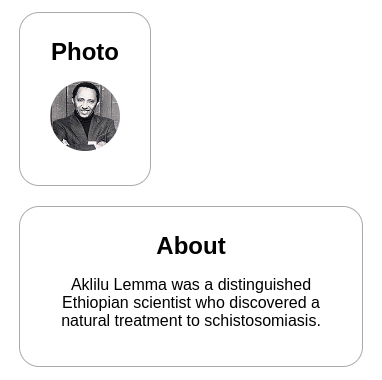 Photo
About
Aklilu Lemma was a distinguished
Ethiopian scientist who discovered a
natural treatment to schistosomiasis.